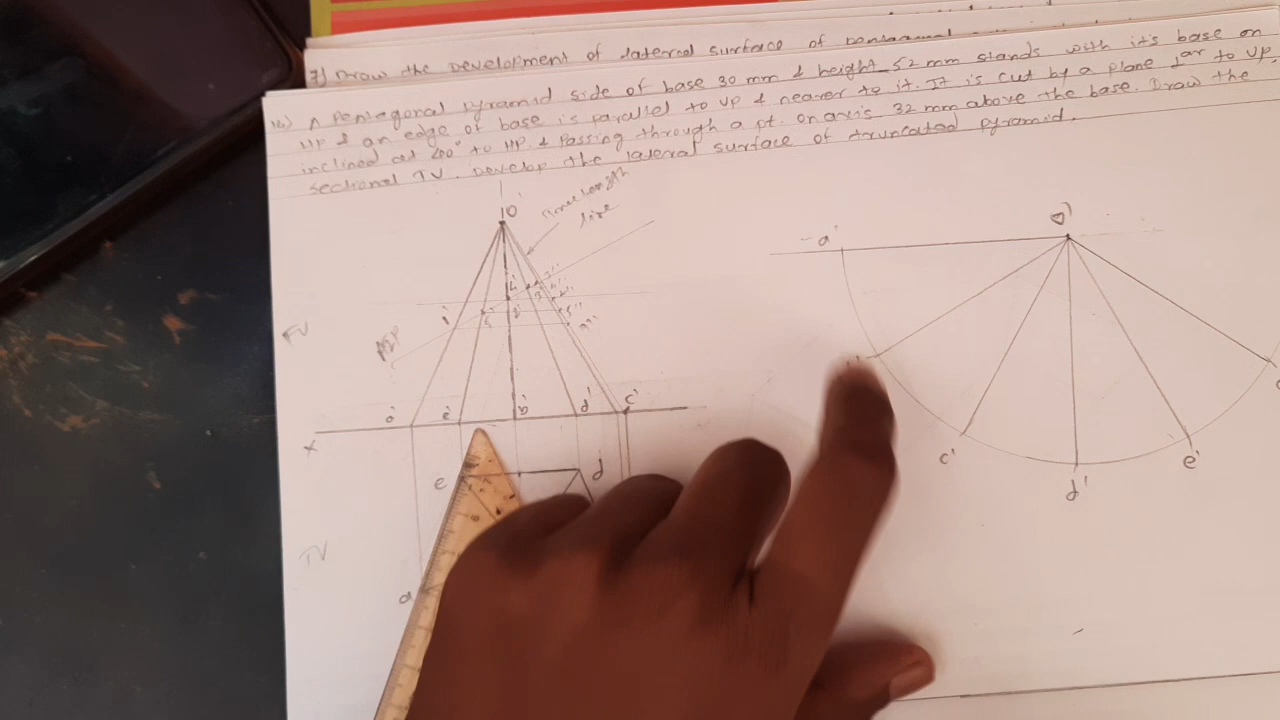 7) Draw the Development of lateral surface of
10) A Pentagonal pyramid side of base 30 mm & height 52 mm stands with it's base on
HP & an edge of base is parallel to VP & nearer to it. It is cut by a plane ⊥ar to VP,
inclined at to HP & Passing through a pt. on axis 32 mm above the base. Draw the
sectional TV. Develop the lateral surface of truncated pyramid.
O'
True length
line
FV
AIP
a' e' b' d' c'
X
e d
TV
a
O'
a'
c'
d'
e'